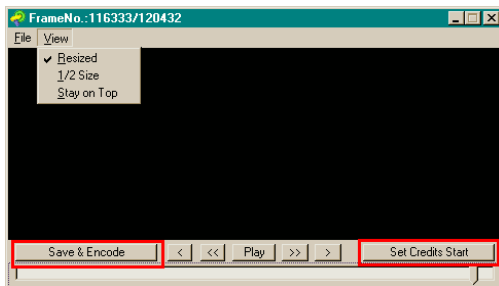 FrameNo.:116333/120432
File View
Resized
1/2 Size
Stay on Top
Save & Encode < << Play >> > Set Credits Start